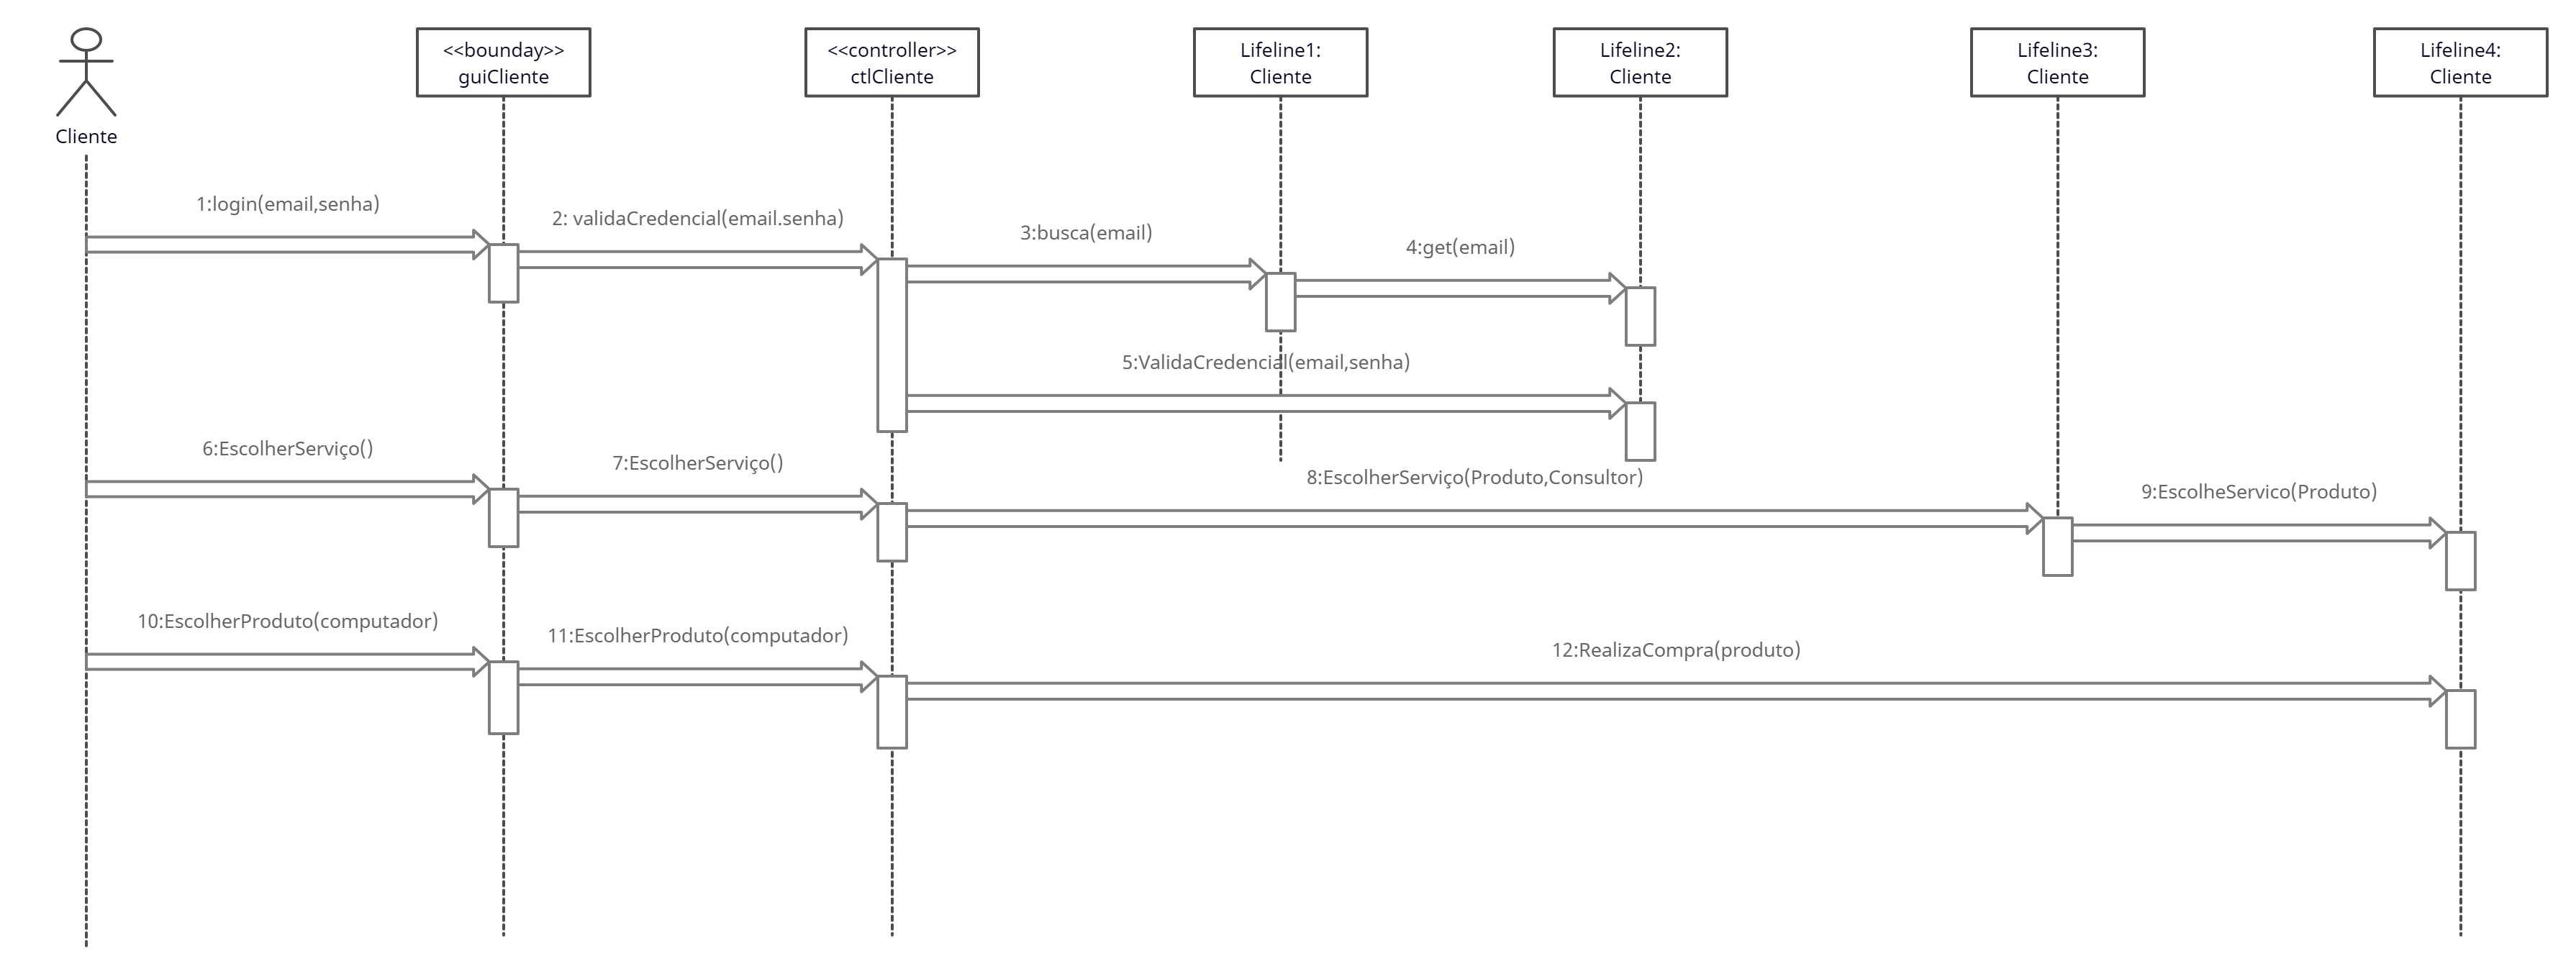 <<bounday>>
guiCliente
<<controller>>
ctlCliente
Lifeline1:
Cliente
Lifeline2:
Cliente
Lifeline3:
Cliente
Lifeline4:
Cliente
Cliente
1:login(email,senha)
2: validaCredencial(email.senha)
3:busca(email)
4:get(email)
5:ValidaCredencial(email,senha)
6:EscolherServiço()
7:EscolherServiço()
8:EscolherServiço(Produto,Consultor)
9:EscolheServico(Produto)
10:EscolherProduto(computador)
11:EscolherProduto(computador)
12:RealizaCompra(produto)